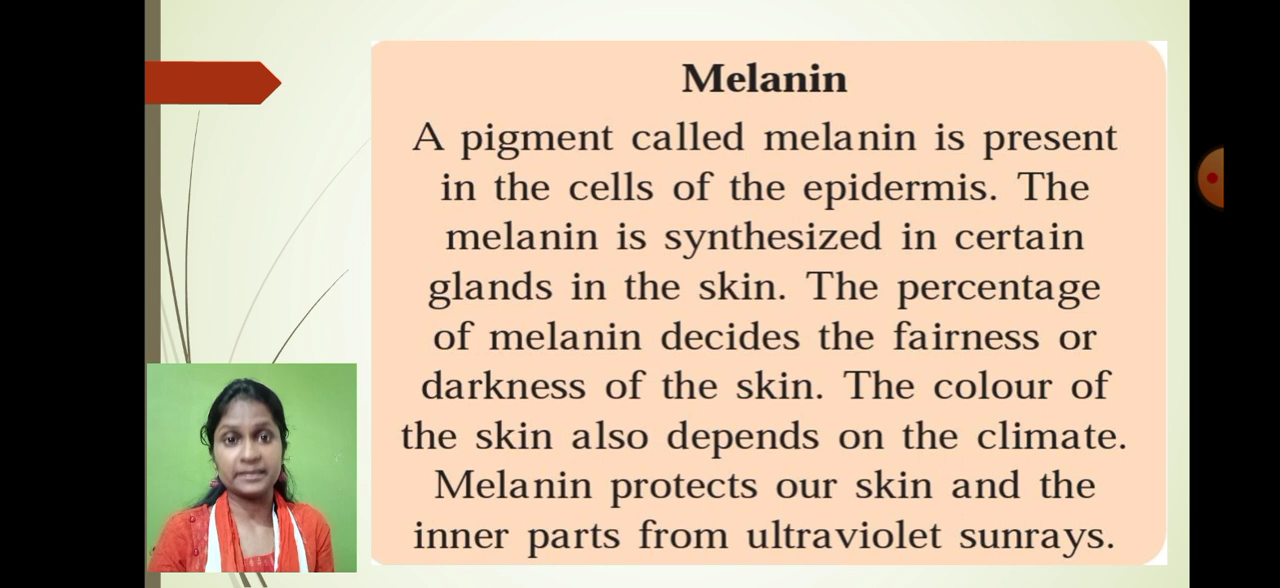 Melanin
A pigment called melanin is present
in the cells of the epidermis. The
melanin is synthesized in certain
glands in the skin. The percentage
of melanin decides the fairness or
darkness of the skin. The colour of
the skin also depends on the climate.
Melanin protects our skin and the
inner parts from ultraviolet sunrays.